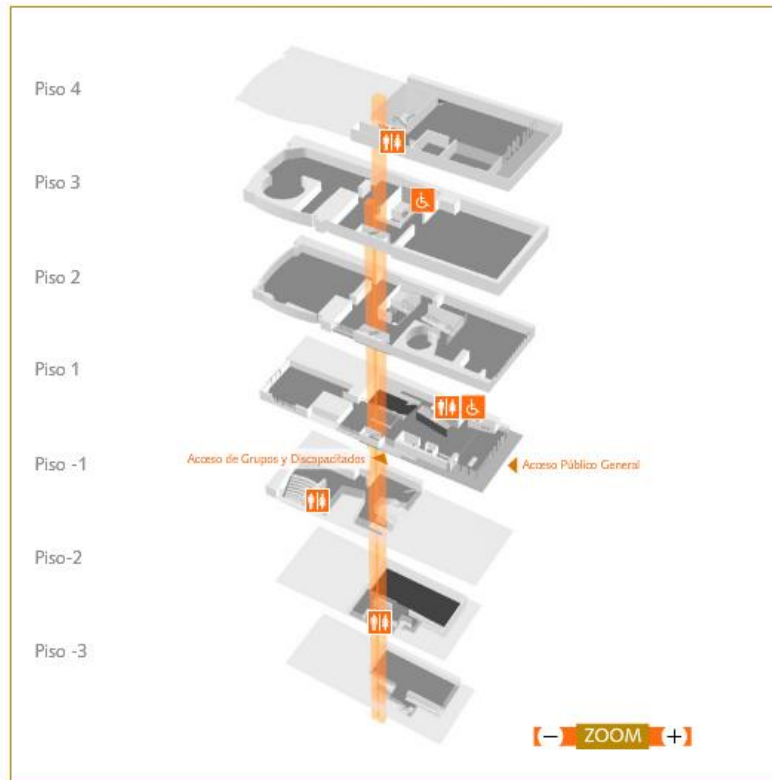 Piso 4
Piso 3
Piso 2
Piso 1
Piso -1
Acceso de Grupos y Discapacitados
Acceso Público General
Piso-2
Piso -3
(−) ZOOM (+)